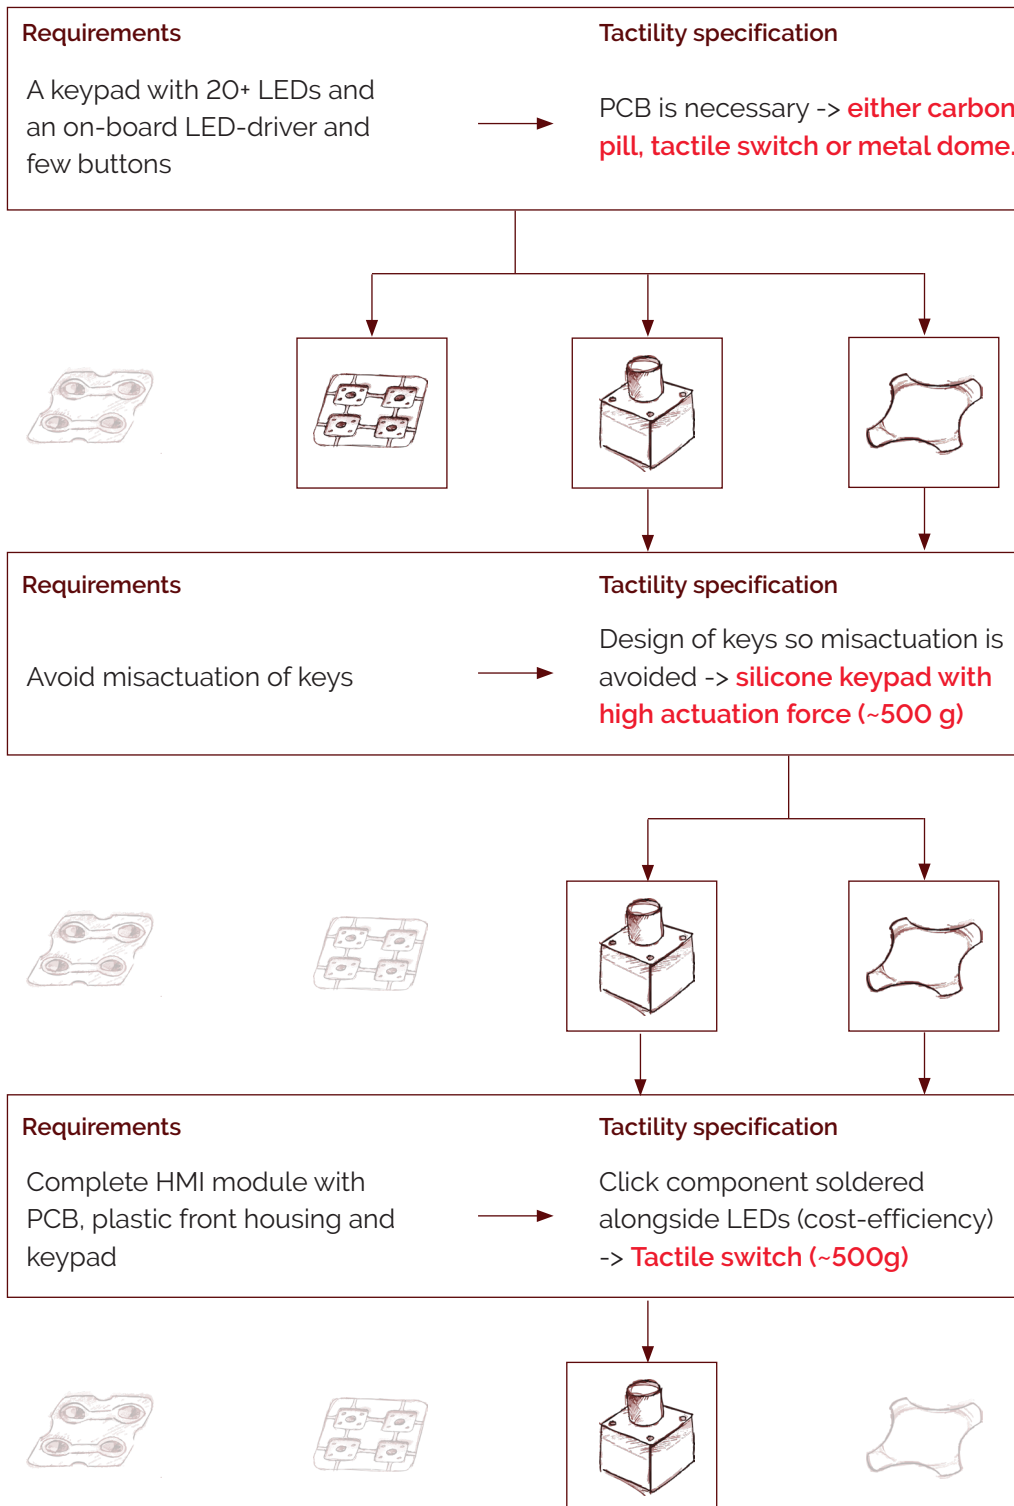 Requirements
Tactility specification
A keypad with 20+ LEDs and
an on-board LED-driver and
few buttons
PCB is necessary -> either carbon
pill, tactile switch or metal dome.
Requirements
Tactility specification
Avoid misactuation of keys
Design of keys so misactuation is
avoided -> silicone keypad with
high actuation force (~500 g)
Requirements
Tactility specification
Complete HMI module with
PCB, plastic front housing and
keypad
Click component soldered
alongside LEDs (cost-efficiency)
-> Tactile switch (~500g)